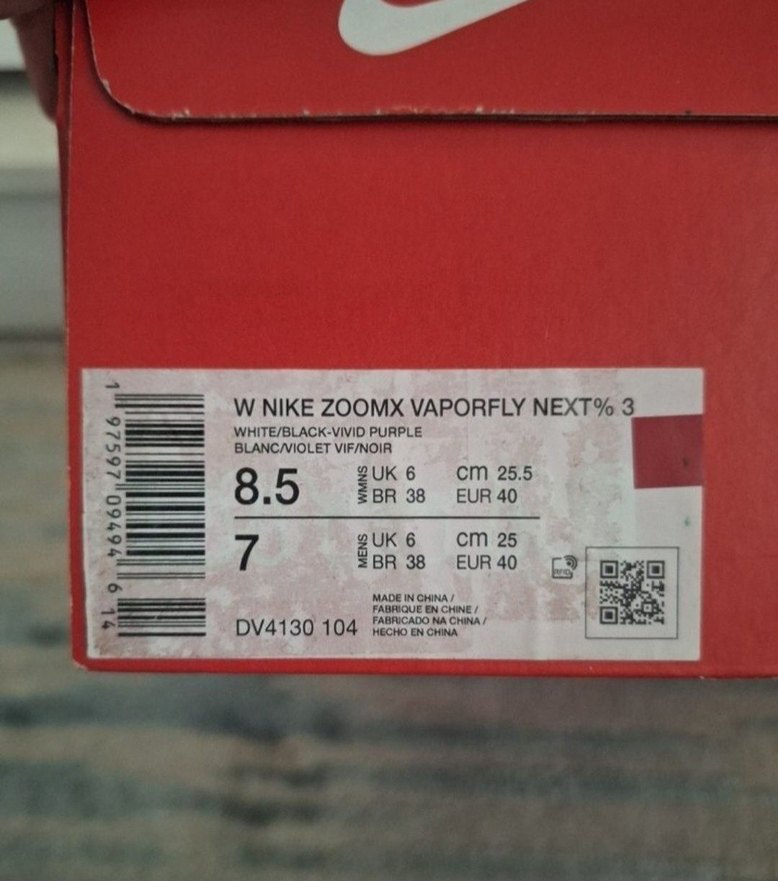 W NIKE ZOOMX VAPORFLY NEXT% 3
WHITE/BLACK-VIVID PURPLE
BLANC/VIOLET VIF/NOIR
8.5 WMNS UK 6 cm 25.5
BR 38 EUR 40
7 MENS UK 6 cm 25
BR 38 EUR 40
RFID
DV4130 104
MADE IN CHINA /
FABRIQUE EN CHINE /
FABRICADO NA CHINA /
HECHO EN CHINA
1 97597 09494 6 14